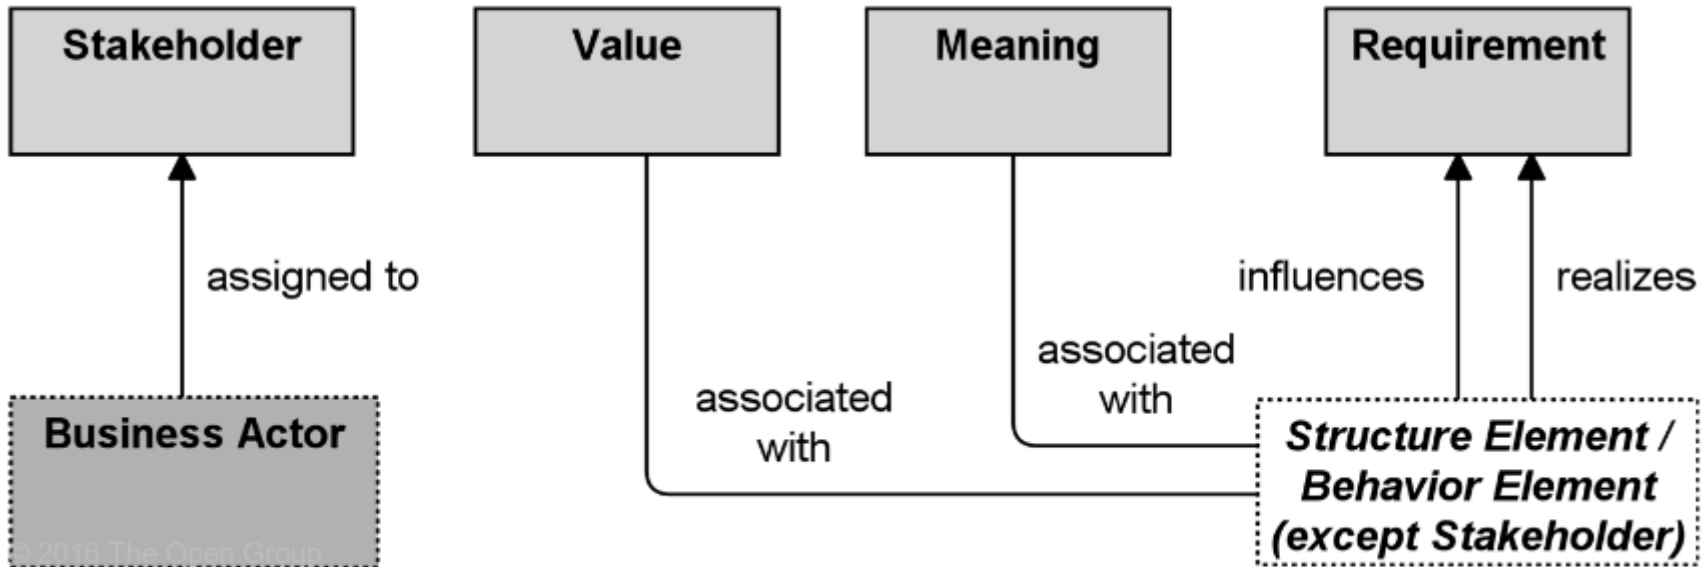 Stakeholder
Value
Meaning
Requirement
assigned to
influences
realizes
associated
with
associated
with
Business Actor
Structure Element /
Behavior Element
(except Stakeholder)
© 2016 The Open Group